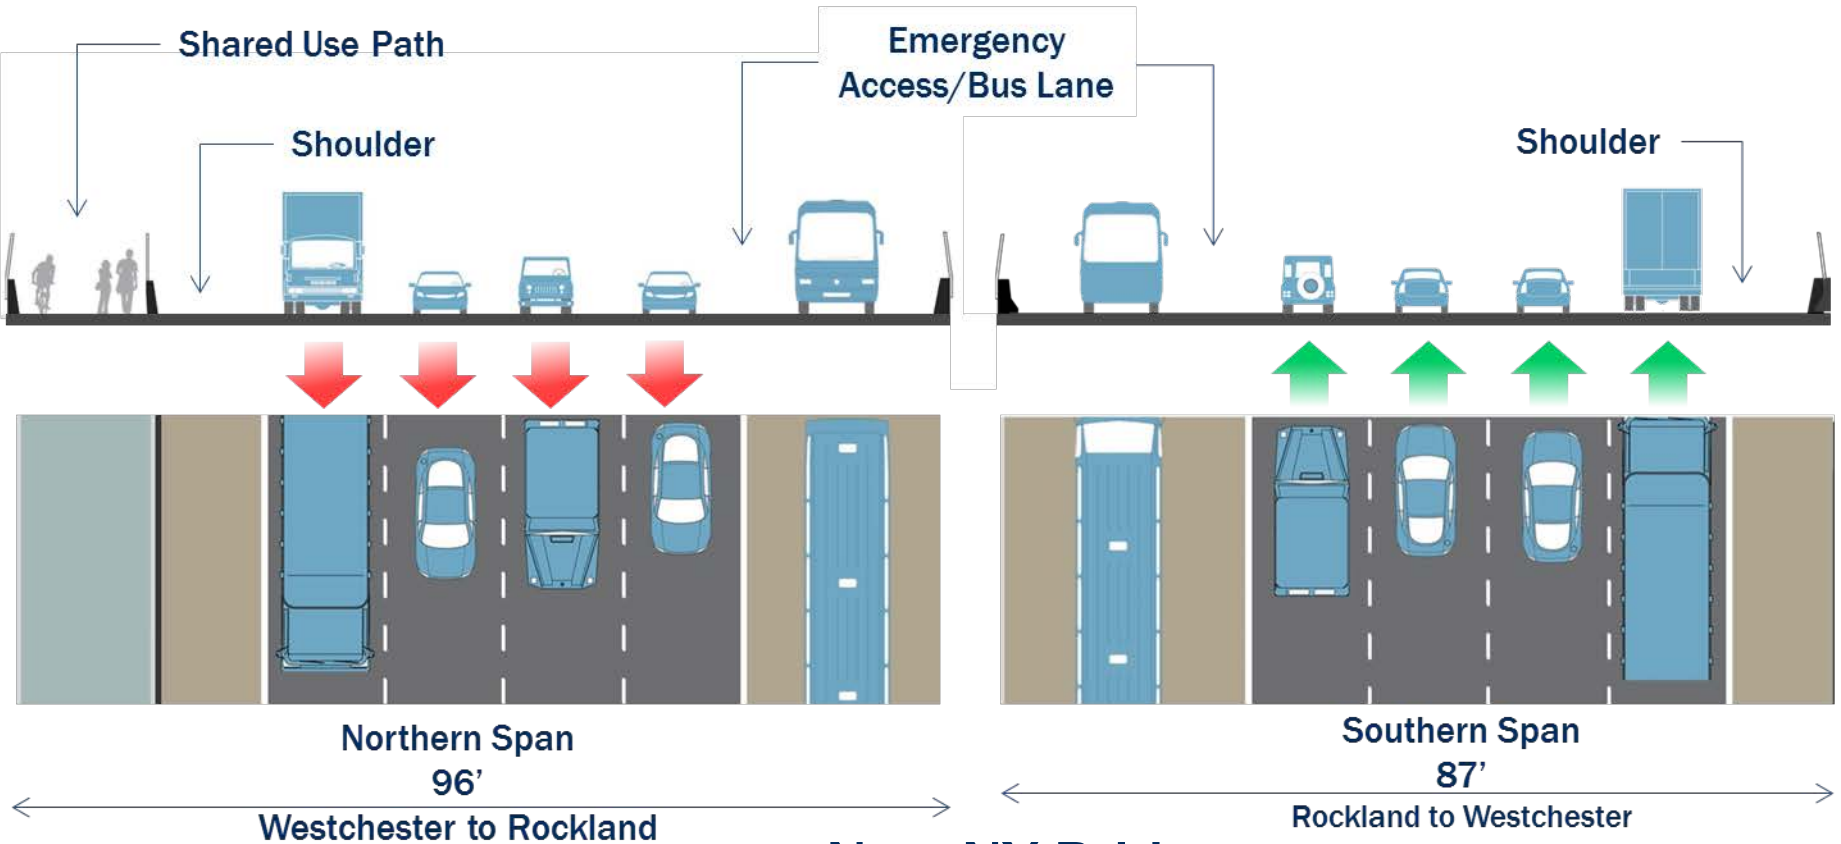 Shared Use Path
Emergency
Access/Bus Lane
Shoulder
Shoulder
Northern Span
96’
Westchester to Rockland
Southern Span
87’
Rockland to Westchester